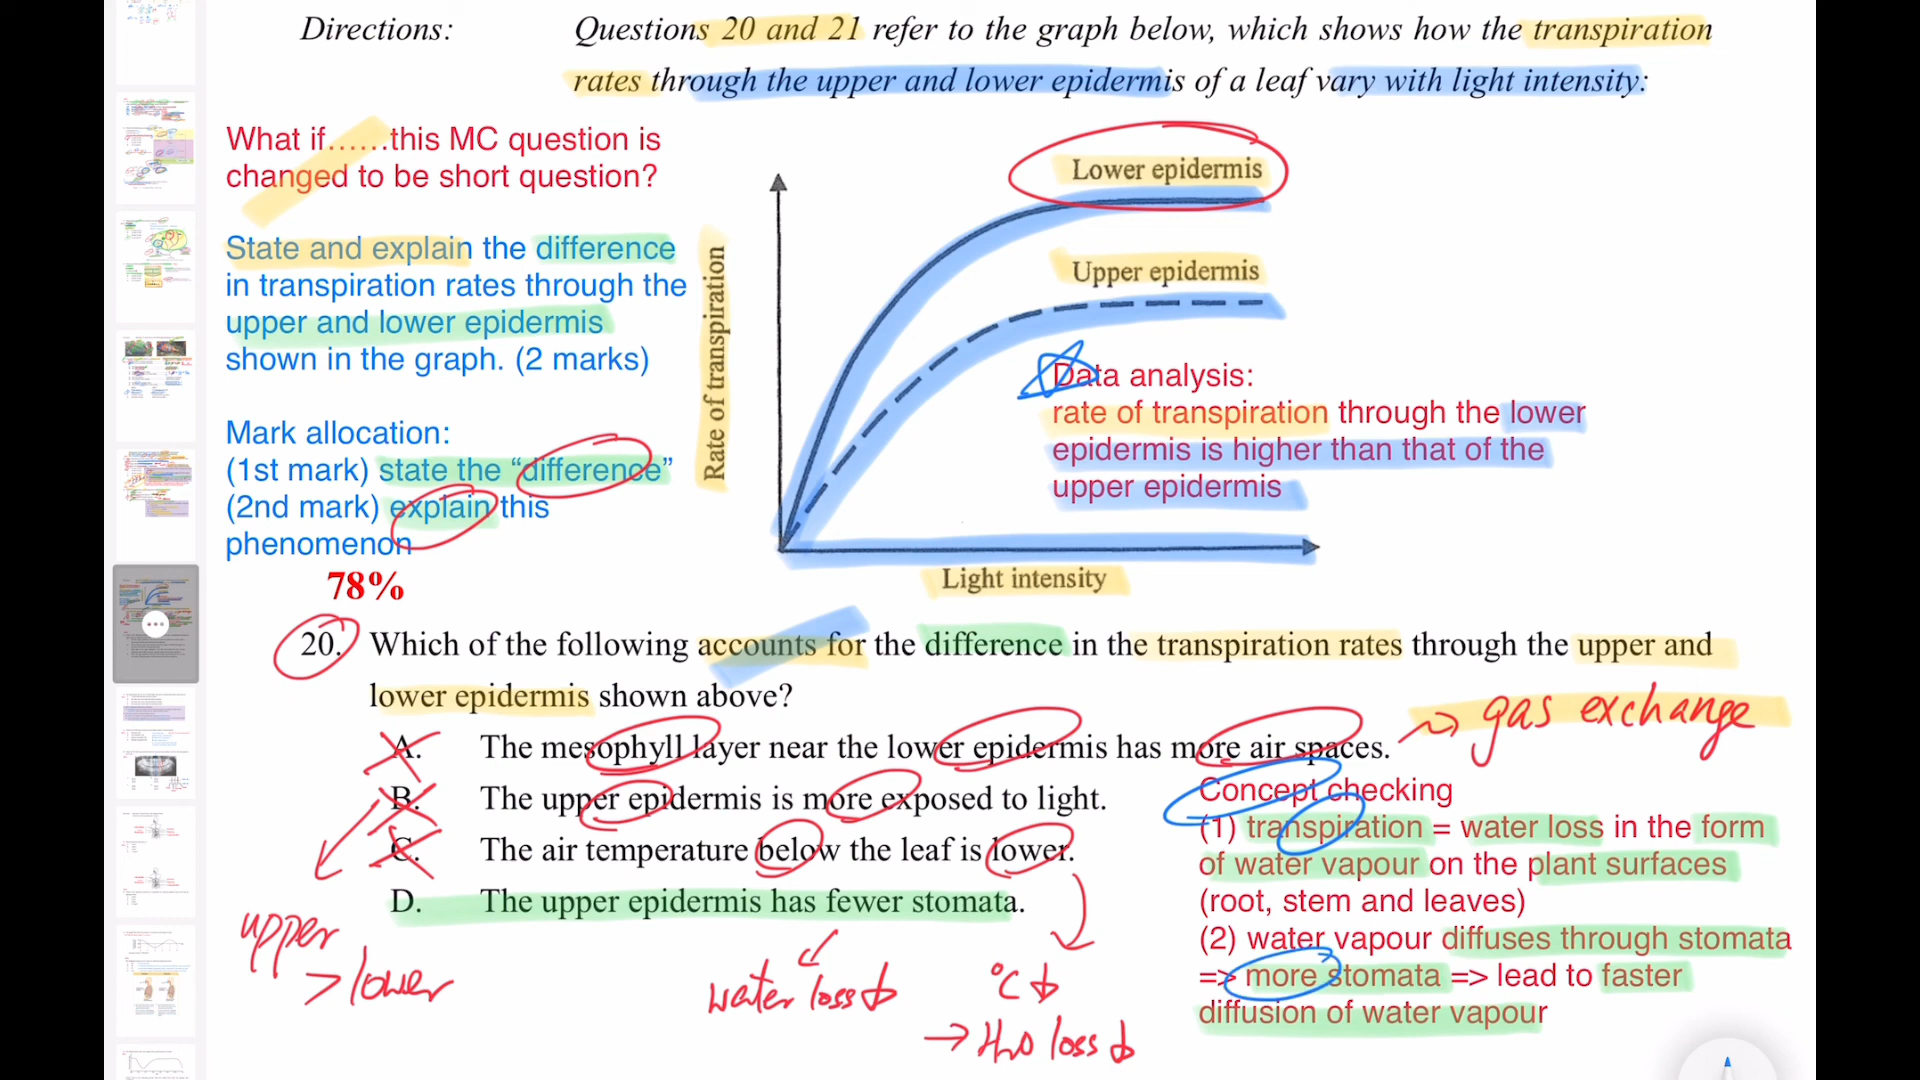 Directions: Questions 20 and 21 refer to the graph below, which shows how the transpiration
rates through the upper and lower epidermis of a leaf vary with light intensity:
What if……this MC question is
changed to be short question?
State and explain the difference
in transpiration rates through the
upper and lower epidermis
shown in the graph. (2 marks)
Mark allocation:
(1st mark) state the “difference”
(2nd mark) explain this
phenomenon
78%
Rate of transpiration
Lower epidermis
Upper epidermis
Light intensity
Data analysis:
rate of transpiration through the lower
epidermis is higher than that of the
upper epidermis
20. Which of the following accounts for the difference in the transpiration rates through the upper and
lower epidermis shown above?
A. The mesophyll layer near the lower epidermis has more air spaces.
gas exchange
B. The upper epidermis is more exposed to light.
C. The air temperature below the leaf is lower.
D. The upper epidermis has fewer stomata.
upper
> lower
water loss ↓
°C ↓
→ H2O loss ↓
Concept checking
(1) transpiration = water loss in the form
of water vapour on the plant surfaces
(root, stem and leaves)
(2) water vapour diffuses through stomata
=> more stomata => lead to faster
diffusion of water vapour